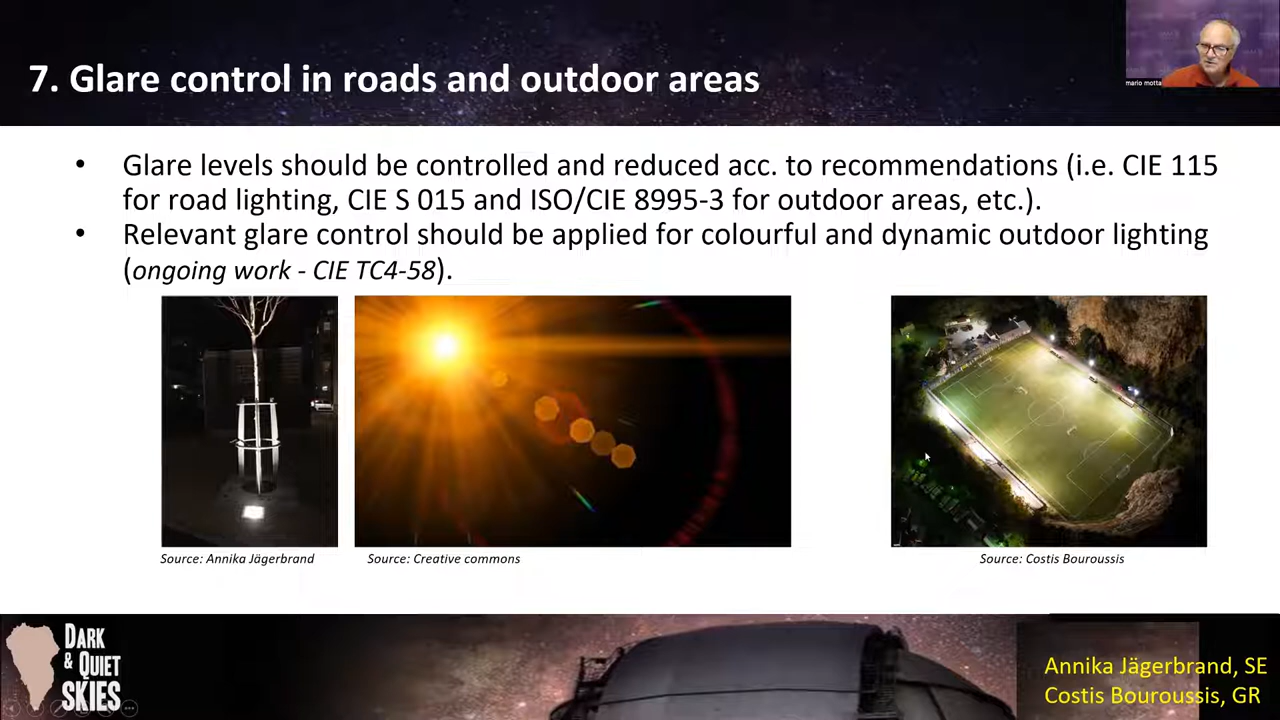 7. Glare control in roads and outdoor areas
mario motta
• Glare levels should be controlled and reduced acc. to recommendations (i.e. CIE 115
for road lighting, CIE S 015 and ISO/CIE 8995-3 for outdoor areas, etc.).
• Relevant glare control should be applied for colourful and dynamic outdoor lighting
(ongoing work - CIE TC4-58).
Source: Annika Jägerbrand
Source: Creative commons
Source: Costis Bouroussis
DARK
& QUIET
SKIES
Annika Jägerbrand, SE
Costis Bouroussis, GR